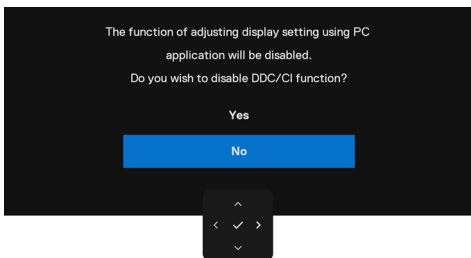 The function of adjusting display setting using PC
application will be disabled.
Do you wish to disable DDC/CI function?
Yes
No